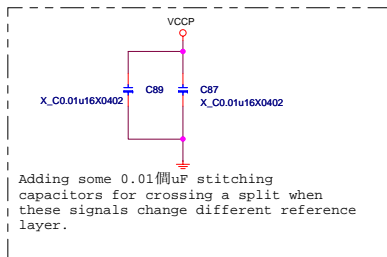 VCCP
C89
C87
X_C0.01u16X0402
X_C0.01u16X0402
Adding some 0.01個uF stitching
capacitors for crossing a split when
these signals change different reference
layer.